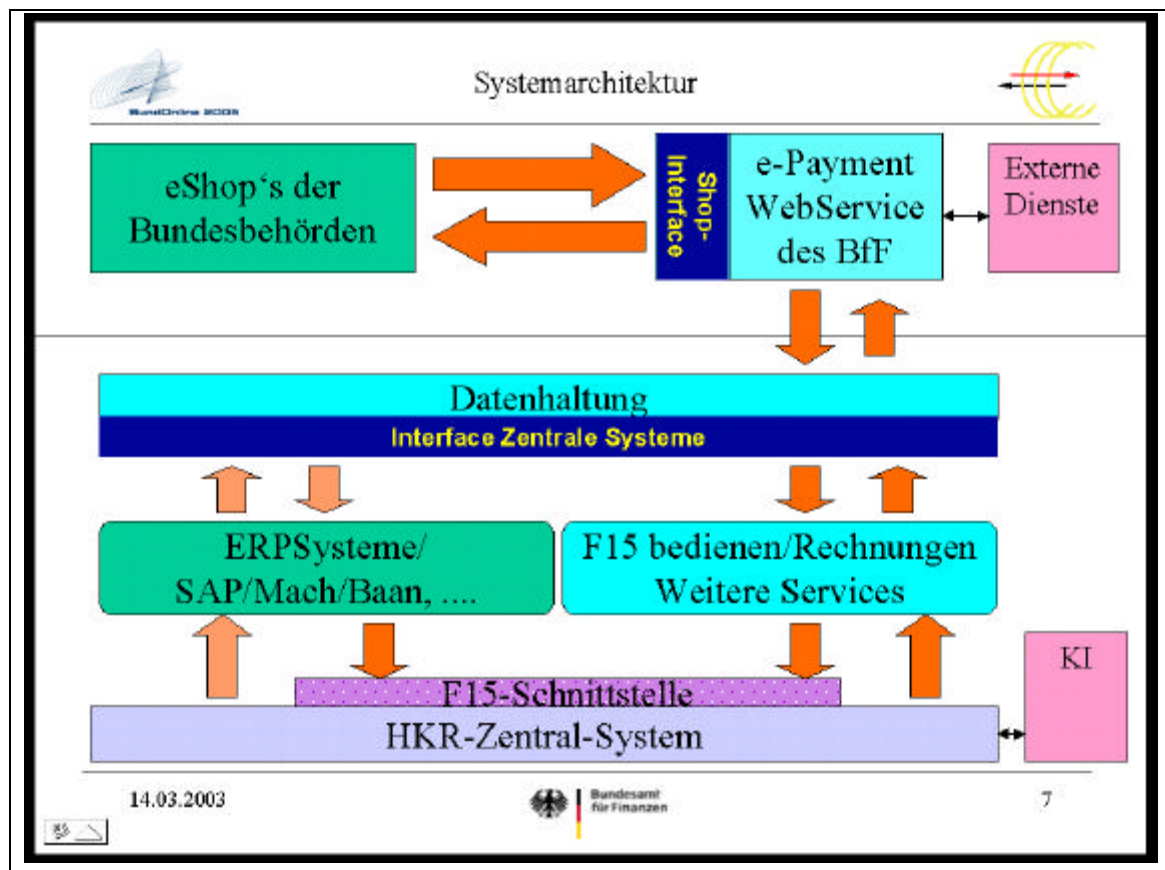 Systemarchitektur
BundOnline 2005
eShop's der
Bundesbehörden
Shop-
Interface
e-Payment
WebService
des BfF
Externe
Dienste
Datenhaltung
Interface Zentrale Systeme
ERPSysteme/
SAP/Mach/Baan, ....
F15 bedienen/Rechnungen
Weitere Services
KI
F15-Schnittstelle
HKR-Zentral-System
14.03.2003
Bundesamt
für Finanzen
7